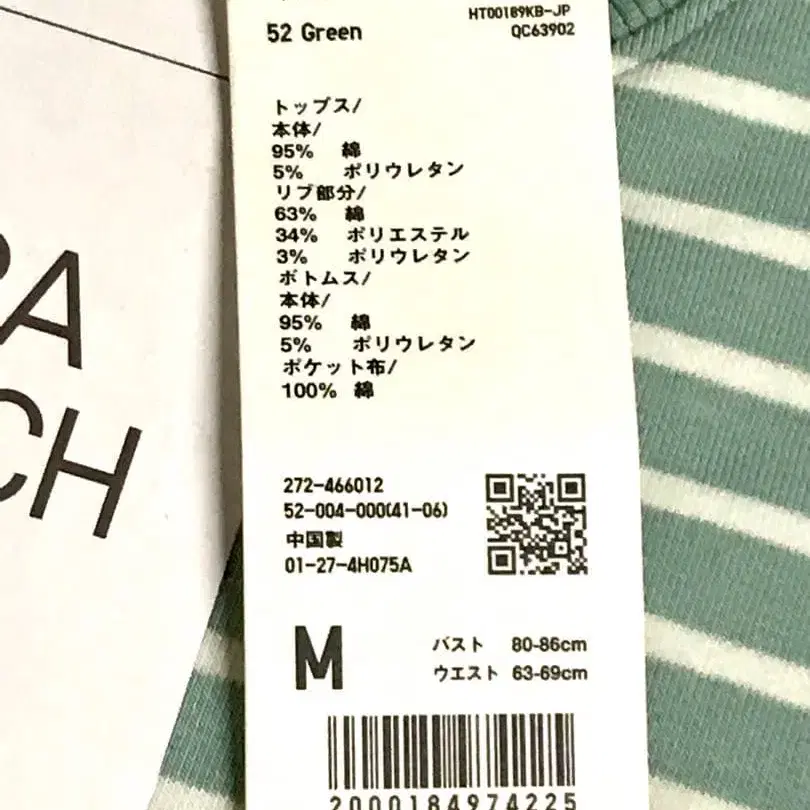 52 Green
HT00189KB-JP
QC63902
トップス/
本体/
95% 綿
5% ポリウレタン
リブ部分/
63% 綿
34% ポリエステル
3% ポリウレタン
ボトムス/
本体/
95% 綿
5% ポリウレタン
ポケット布/
100% 綿
RA
CH
272-466012
52-004-000(41-06)
中国製
01-27-4H075A
M
バスト 80-86cm
ウエスト 63-69cm
2000184974225